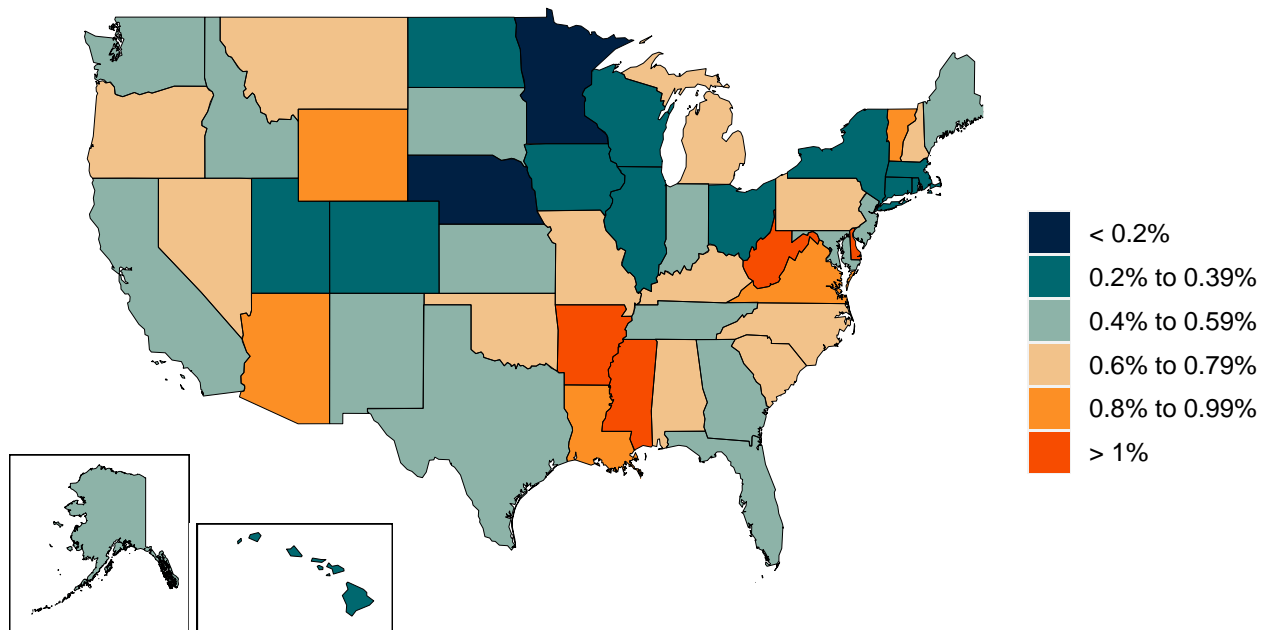 < 0.2%
0.2% to 0.39%
0.4% to 0.59%
0.6% to 0.79%
0.8% to 0.99%
> 1%